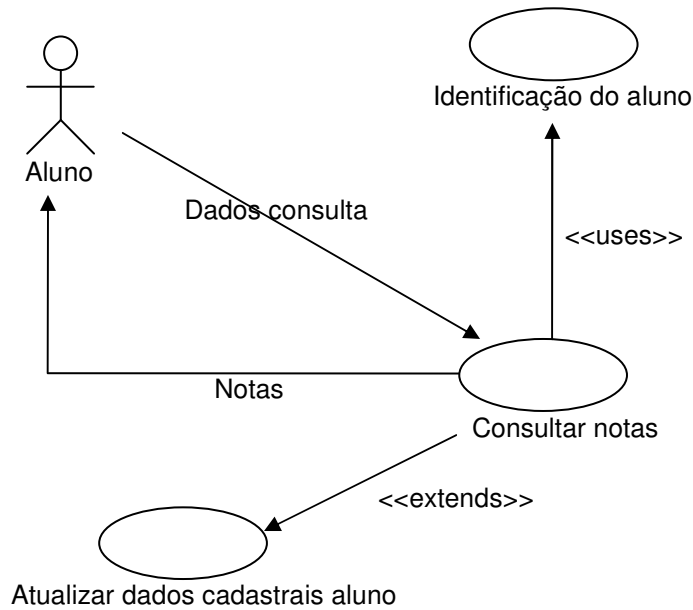 Identificação do aluno
Aluno
Dados consulta
<<uses>>
Notas
Consultar notas
<<extends>>
Atualizar dados cadastrais aluno